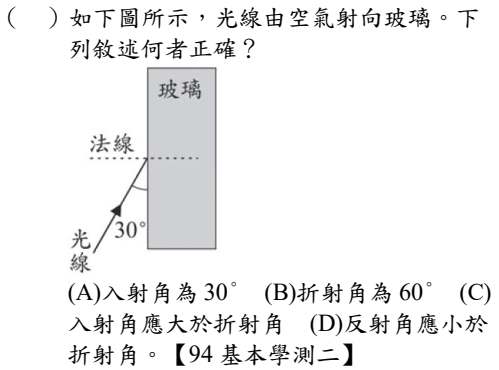 （　）如下圖所示，光線由空氣射向玻璃。下
列敘述何者正確？
玻璃
法線
30°
光
線
(A)入射角為 30°　(B)折射角為 60°　(C)
入射角應大於折射角　(D)反射角應小於
折射角。【94 基本學測二】